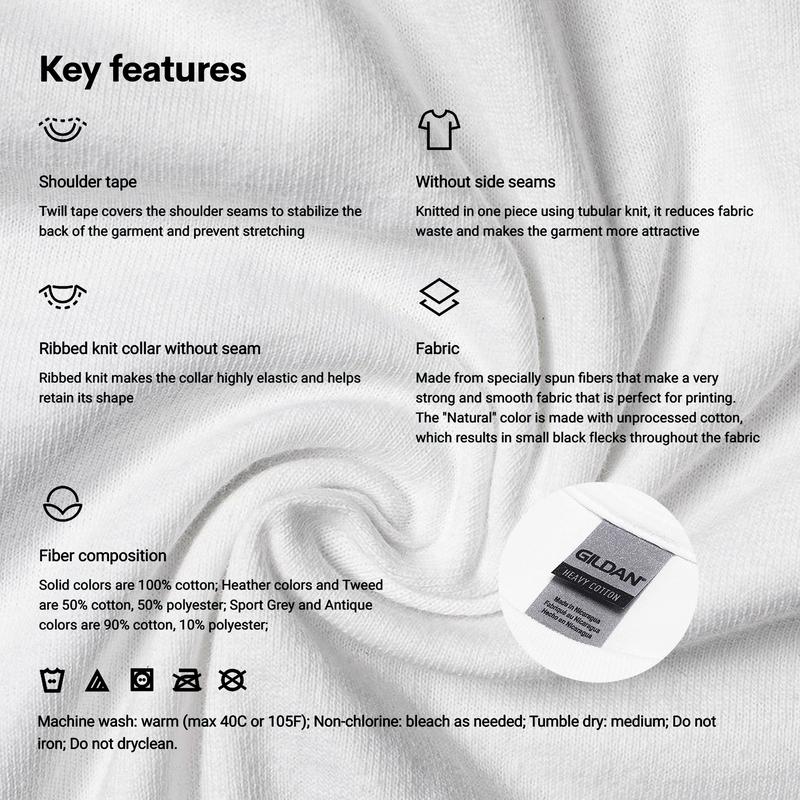 Key features
Shoulder tape
Twill tape covers the shoulder seams to stabilize the
back of the garment and prevent stretching
Without side seams
Knitted in one piece using tubular knit, it reduces fabric
waste and makes the garment more attractive
Ribbed knit collar without seam
Ribbed knit makes the collar highly elastic and helps
retain its shape
Fabric
Made from specially spun fibers that make a very
strong and smooth fabric that is perfect for printing.
The "Natural" color is made with unprocessed cotton,
which results in small black flecks throughout the fabric
Fiber composition
Solid colors are 100% cotton; Heather colors and Tweed
are 50% cotton, 50% polyester; Sport Grey and Antique
colors are 90% cotton, 10% polyester;
GILDAN
HEAVY COTTON
Made in Nicaragua
Fabriqué au Nicaragua
Hecho en Nicaragua
Machine wash: warm (max 40C or 105F); Non-chlorine: bleach as needed; Tumble dry: medium; Do not
iron; Do not dryclean.